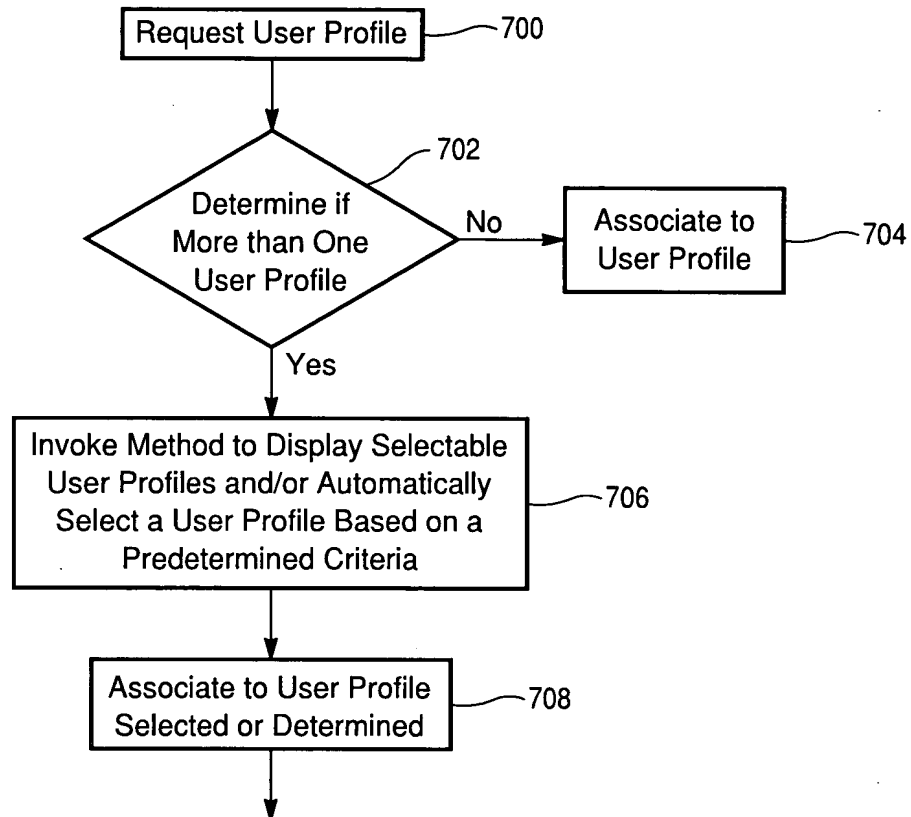 Request User Profile
700
702
Determine if
More than One
User Profile
No
Associate to
User Profile
704
Yes
Invoke Method to Display Selectable
User Profiles and/or Automatically
Select a User Profile Based on a
Predetermined Criteria
706
Associate to User Profile
Selected or Determined
708